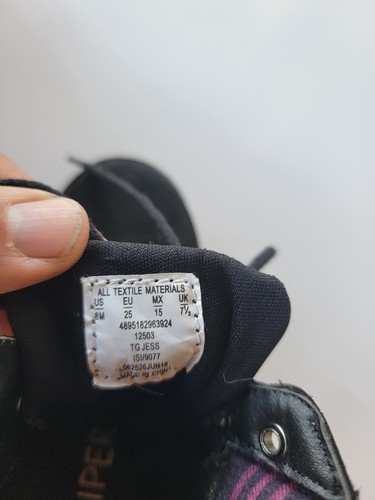 ALL TEXTILE MATERIALS
US EU MX UK
8M 25 15 7½
4895182963924
12503
TG JESS
ISU9077